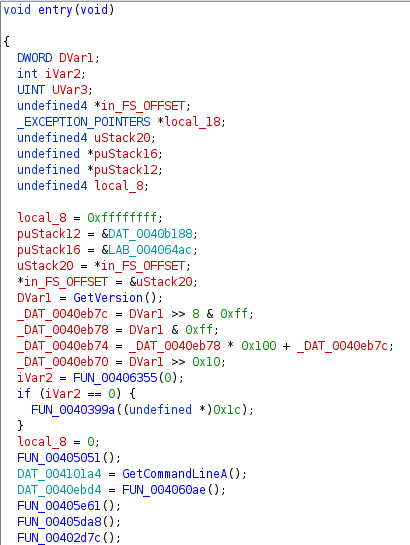 void entry(void)
{
DWORD DVar1;
int iVar2;
UINT UVar3;
undefined4 *in_FS_OFFSET;
_EXCEPTION_POINTERS *local_18;
undefined4 uStack20;
undefined *puStack16;
undefined *puStack12;
undefined4 local_8;
local_8 = 0xffffffff;
puStack12 = &DAT_0040b188;
puStack16 = &LAB_004064ac;
uStack20 = *in_FS_OFFSET;
*in_FS_OFFSET = &uStack20;
DVar1 = GetVersion();
_DAT_0040eb7c = DVar1 >> 8 & 0xff;
_DAT_0040eb78 = DVar1 & 0xff;
_DAT_0040eb74 = _DAT_0040eb78 * 0x100 + _DAT_0040eb7c;
_DAT_0040eb70 = DVar1 >> 0x10;
iVar2 = FUN_00406355(0);
if (iVar2 == 0) {
FUN_0040399a((undefined *)0x1c);
}
local_8 = 0;
FUN_00405051();
DAT_004101a4 = GetCommandLineA();
DAT_0040ebd4 = FUN_004060ae();
FUN_00405e61();
FUN_00405da8();
FUN_00402d7c();